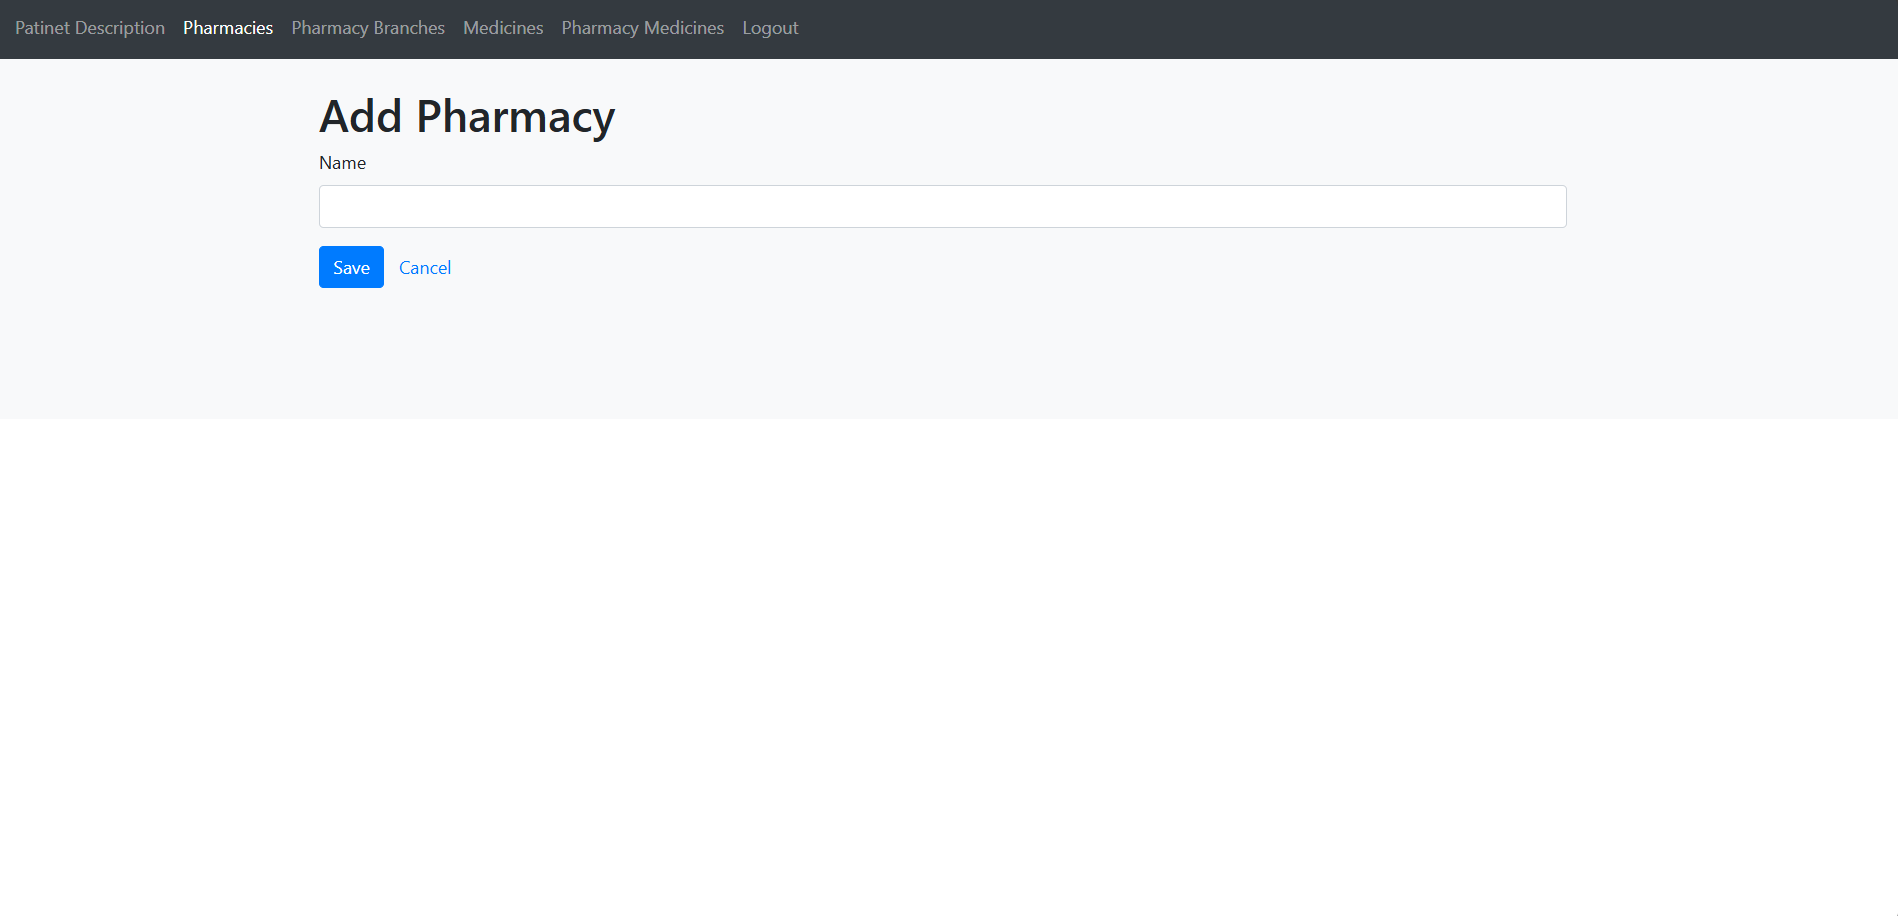 Patinet Description Pharmacies Pharmacy Branches Medicines Pharmacy Medicines Logout
Add Pharmacy
Name
Save Cancel